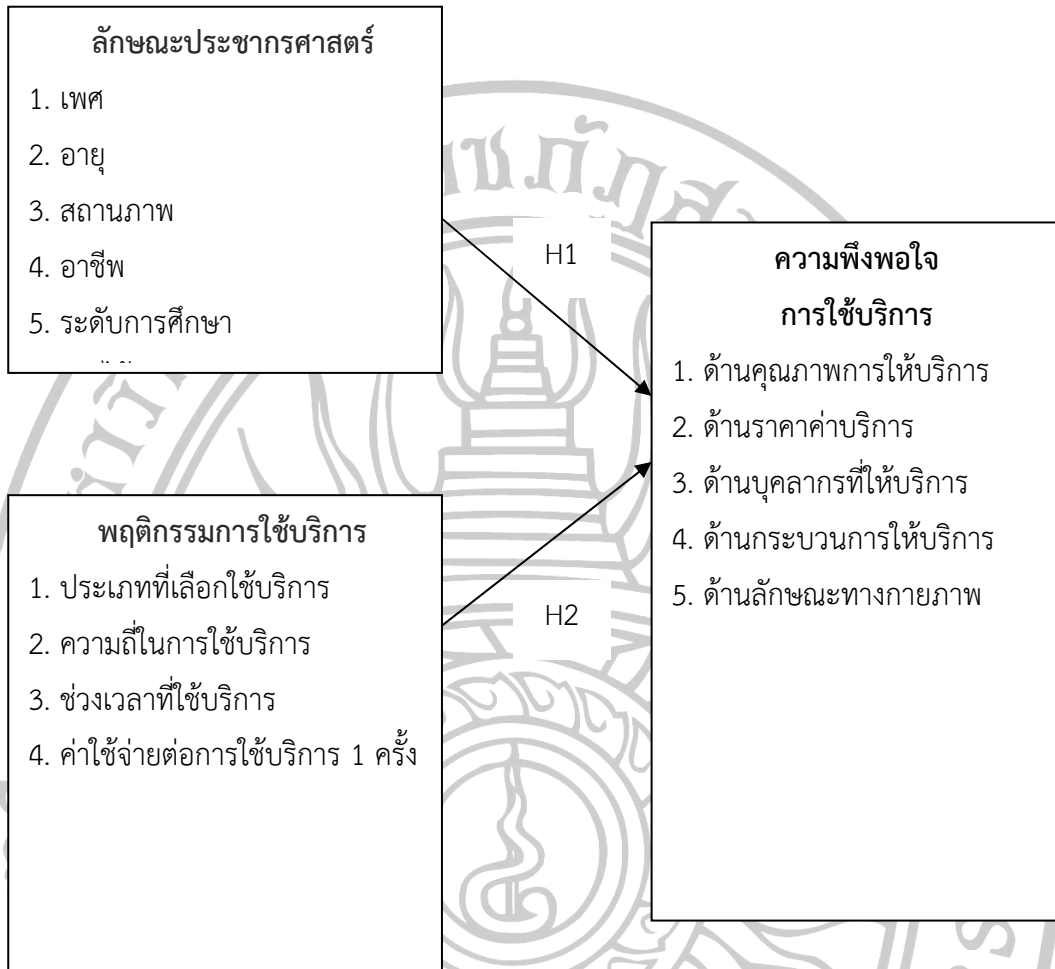 ลักษณะประชากรศาสตร์
1. เพศ
2. อายุ
3. สถานภาพ
4. อาชีพ
5. ระดับการศึกษา
H1
ความพึงพอใจ
การใช้บริการ
1. ด้านคุณภาพการให้บริการ
2. ด้านราคาค่าบริการ
3. ด้านบุคลากรที่ให้บริการ
4. ด้านกระบวนการให้บริการ
5. ด้านลักษณะทางกายภาพ
พฤติกรรมการใช้บริการ
1. ประเภทที่เลือกใช้บริการ
2. ความถี่ในการใช้บริการ
3. ช่วงเวลาที่ใช้บริการ
4. ค่าใช้จ่ายต่อการใช้บริการ 1 ครั้ง
H2